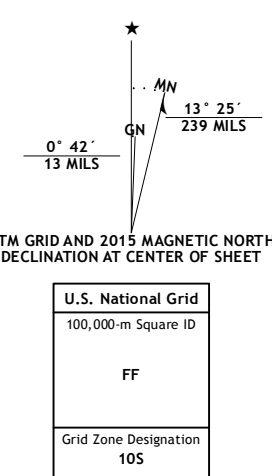 MN
GN
13° 25´
239 MILS
0° 42´
13 MILS
TM GRID AND 2015 MAGNETIC NORTH
DECLINATION AT CENTER OF SHEET
U.S. National Grid
100,000-m Square ID
FF
Grid Zone Designation
10S